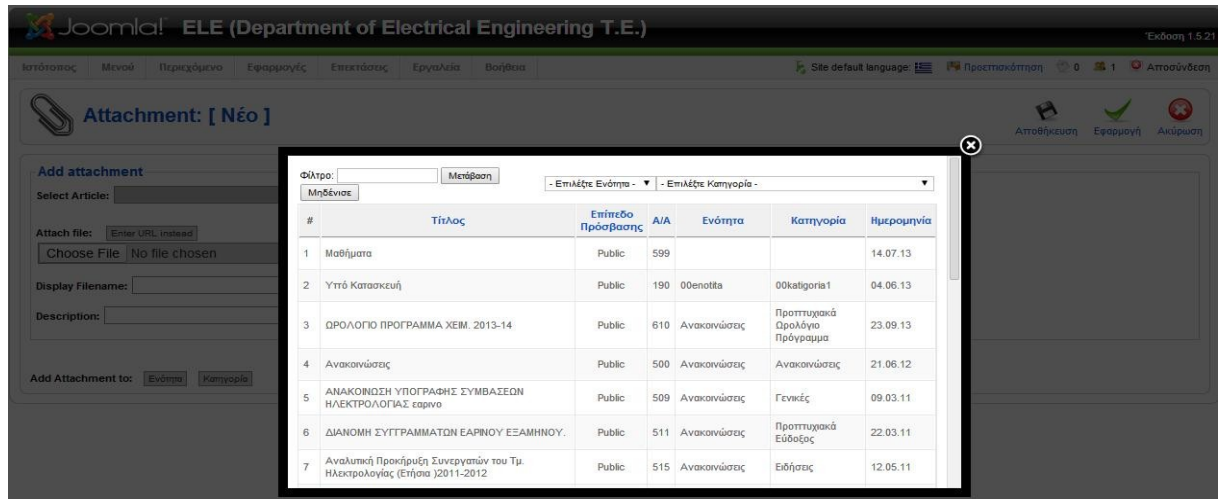 Joomla! ELE (Department of Electrical Engineering T.E.)
Έκδοση 1.5.21
Ιστότοπος Μενού Περιεχόμενο Εφαρμογές Επεκτάσεις Εργαλεία Βοήθεια Site default language: Προεπισκόπηση 0 1 Αποσύνδεση
Attachment: [ Νέο ]
Αποθήκευση Εφαρμογή Ακύρωση
Add attachment
Select Article:
Attach file: Enter URL instead
Choose File No file chosen
Display Filename:
Description:
Add Attachment to: Ενότητα Κατηγορία
Φίλτρο: Μετάβαση
Μηδένισε
- Επιλέξτε Ενότητα - - Επιλέξτε Κατηγορία -
# Τίτλος Επίπεδο Πρόσβασης Α/Α Ενότητα Κατηγορία Ημερομηνία
1 Μαθήματα Public 599 14.07.13
2 Υπό Κατασκευή Public 190 00enotita 00katigoria1 04.06.13
3 ΩΡΟΛΟΓΙΟ ΠΡΟΓΡΑΜΜΑ ΧΕΙΜ. 2013-14 Public 610 Ανακοινώσεις Προπτυχιακά Ωρολόγιο Πρόγραμμα 23.09.13
4 Ανακοινώσεις Public 500 Ανακοινώσεις Ανακοινώσεις 21.06.12
5 ΑΝΑΚΟΙΝΩΣΗ ΥΠΟΓΡΑΦΗΣ ΣΥΜΒΑΣΕΩΝ
ΗΛΕΚΤΡΟΛΟΓΙΑΣ εαρινο Public 509 Ανακοινώσεις Γενικές 09.03.11
6 ΔΙΑΝΟΜΗ ΣΥΓΓΡΑΜΜΑΤΩΝ ΕΑΡΙΝΟΥ ΕΞΑΜΗΝΟΥ. Public 511 Ανακοινώσεις Προπτυχιακά Εύδοξος 22.03.11
7 Αναλυτική Προκήρυξη Συνεργατών του Τμ.
Ηλεκτρολογίας (Ετήσια )2011-2012 Public 515 Ανακοινώσεις Ειδήσεις 12.05.11